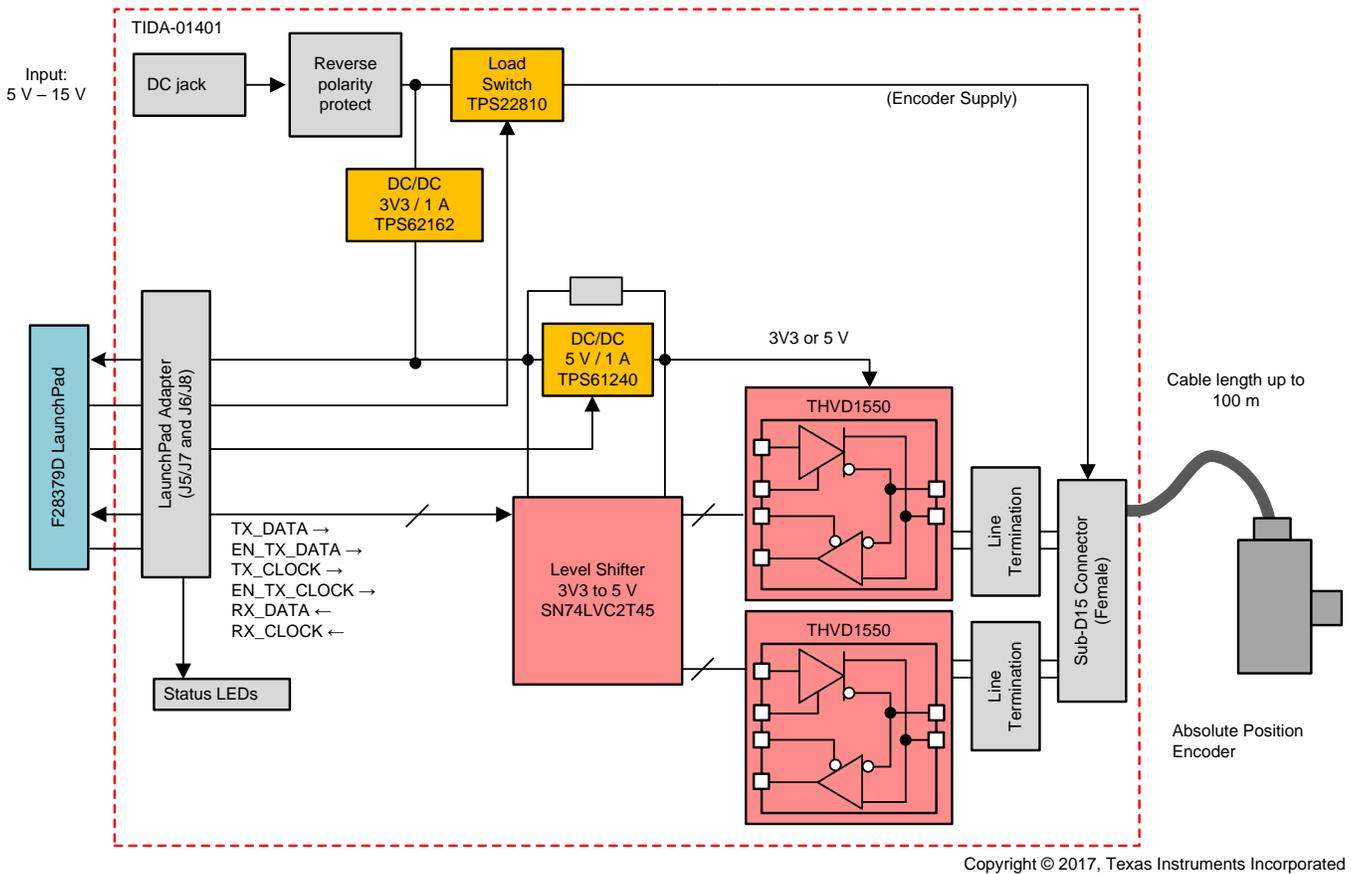 TIDA-01401
Input:
5 V – 15 V
DC jack
Reverse
polarity
protect
Load
Switch
TPS22810
(Encoder Supply)
DC/DC
3V3 / 1 A
TPS62162
DC/DC
5 V / 1 A
TPS61240
3V3 or 5 V
F28379D LaunchPad
LaunchPad Adapter
(J5/J7 and J6/J8)
TX_DATA →
EN_TX_DATA →
TX_CLOCK →
EN_TX_CLOCK →
RX_DATA ←
RX_CLOCK ←
Status LEDs
Level Shifter
3V3 to 5 V
SN74LVC2T45
THVD1550
THVD1550
Line
Termination
Line
Termination
Sub-D15 Connector
(Female)
Cable length up to
100 m
Absolute Position
Encoder
Copyright © 2017, Texas Instruments Incorporated